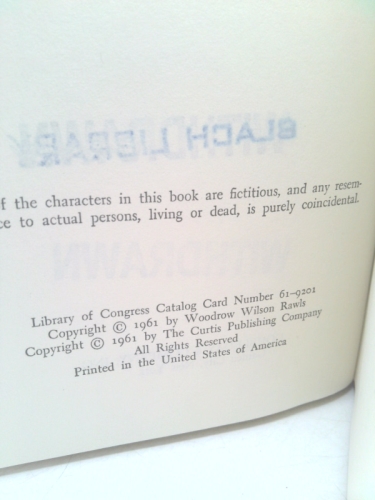 BLACH LIBRARY
WITHDRAWN
f the characters in this book are fictitious, and any resem-
ce to actual persons, living or dead, is purely coincidental.
WITHDRAWN
Library of Congress Catalog Card Number 61-9201
Copyright © 1961 by Woodrow Wilson Rawls
Copyright © 1961 by The Curtis Publishing Company
All Rights Reserved
Printed in the United States of America